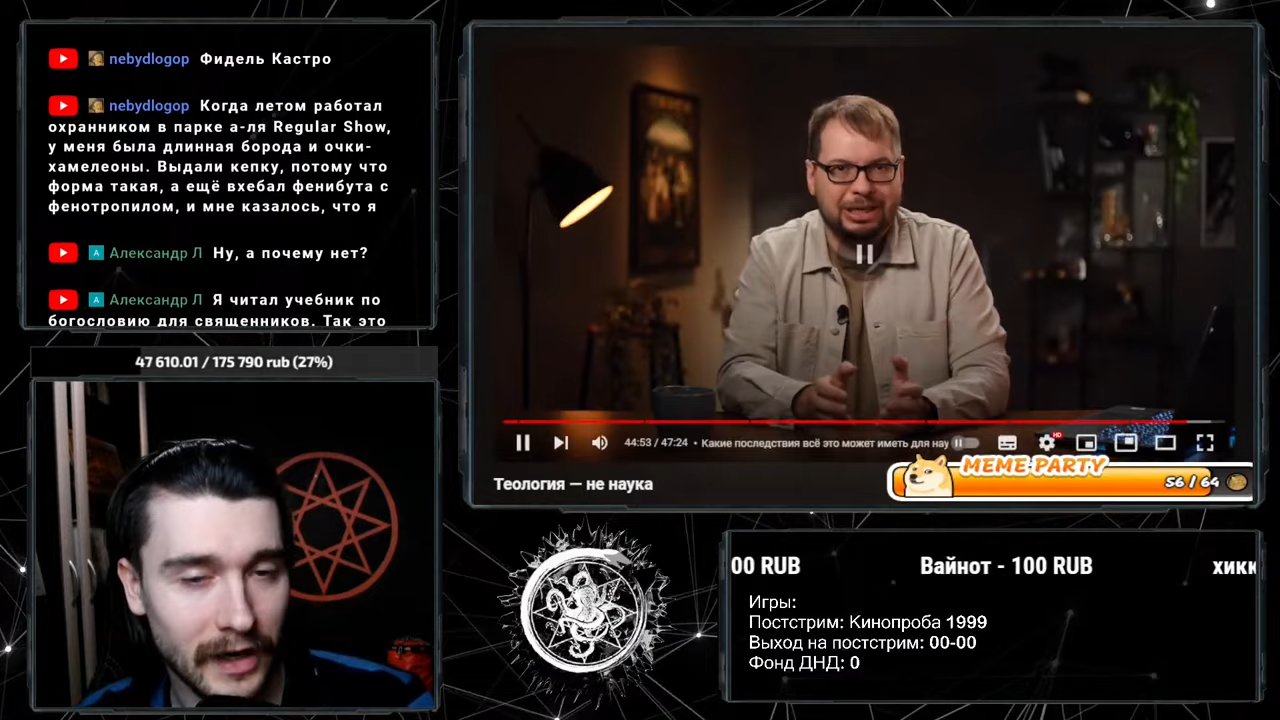 nebydlogop Фидель Кастро
nebydlogop Когда летом работал
охранником в парке а-ля Regular Show,
у меня была длинная борода и очки-
хамелеоны. Выдали кепку, потому что
форма такая, а ещё вхебал фенибута с
фенотропилом, и мне казалось, что я
А Александр Л Ну, а почему нет?
А Александр Л Я читал учебник по
богословию для священников. Так это
47 610.01 / 175 790 rub (27%)
44:53 / 47:24 • Какие последствия всё это может иметь для нау
HD
Теология — не наука
MEME PARTY
56 / 64
00 RUB
Вайнот - 100 RUB
хикк
Игры:
Постстрим: Кинопроба 1999
Выход на постстрим: 00-00
Фонд ДНД: 0